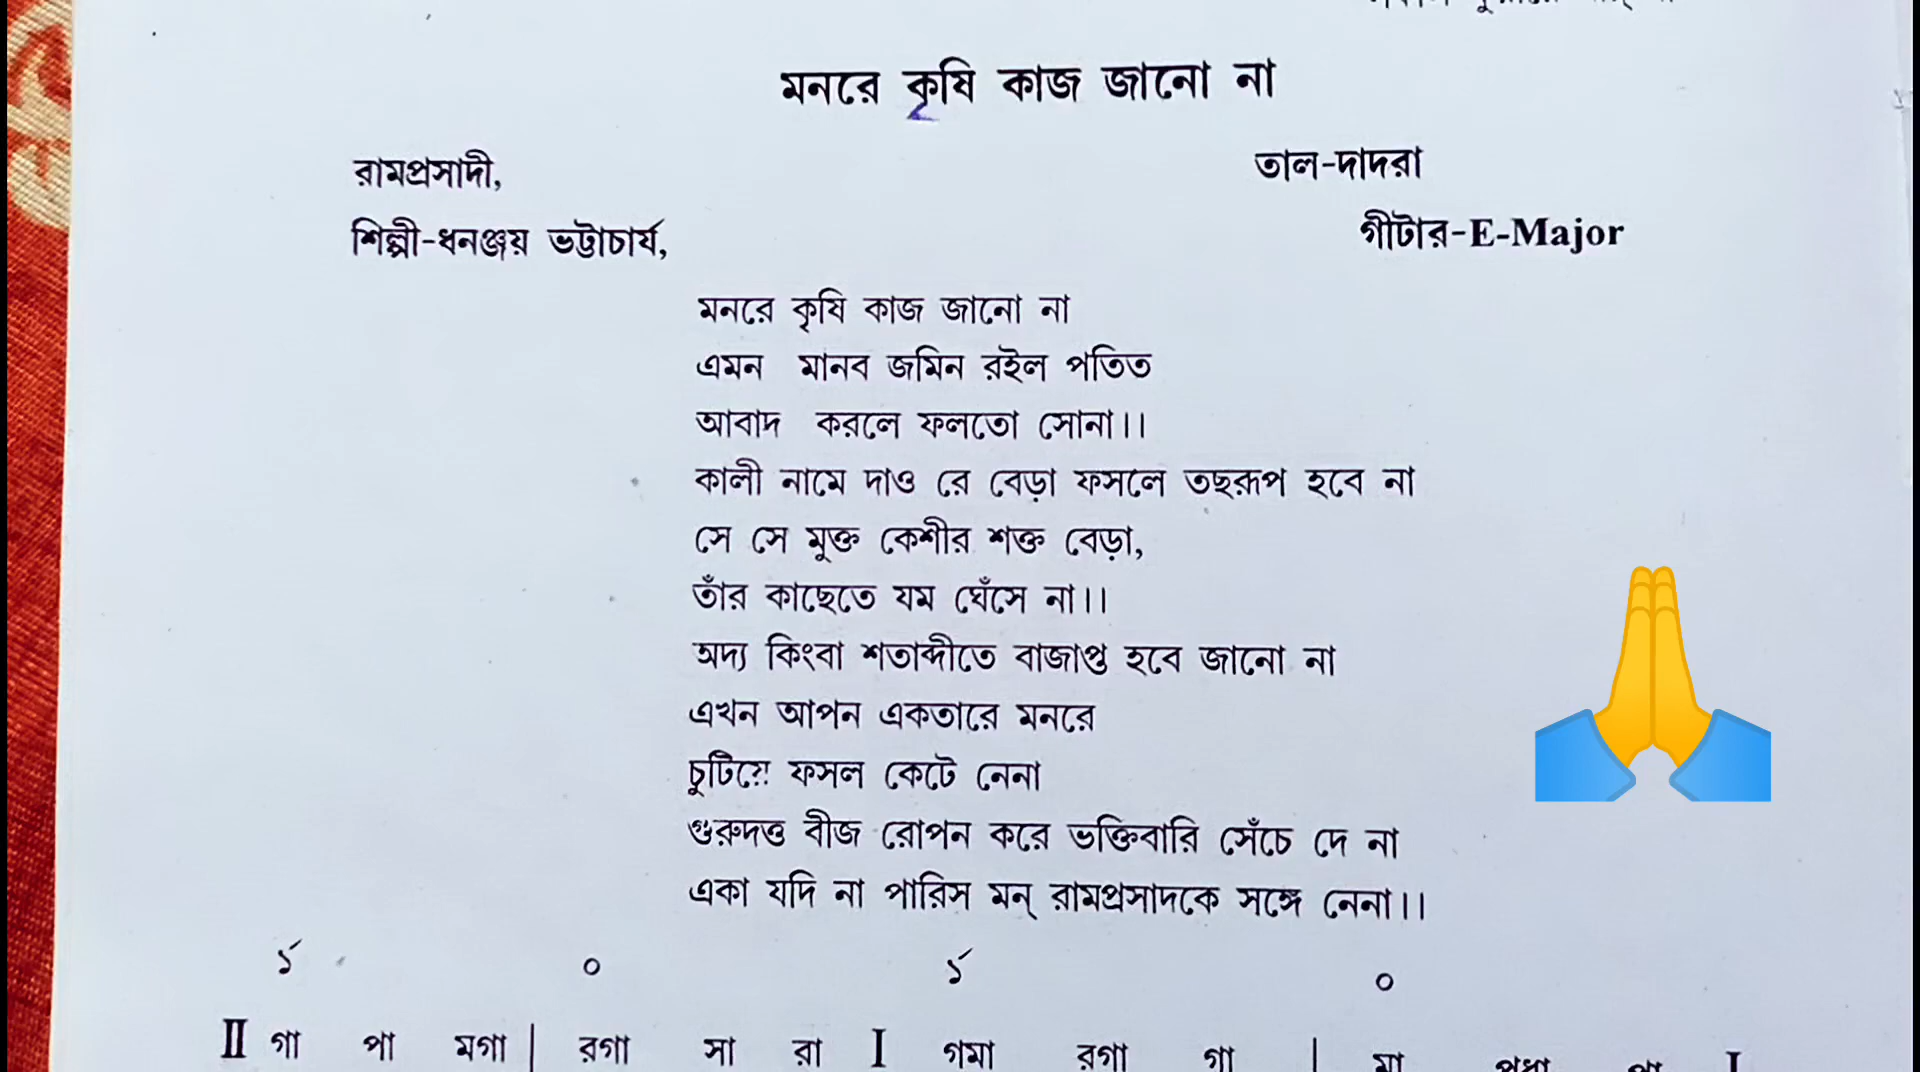 মনরে কৃষি কাজ জানো না
রামপ্রসাদী,
তাল-দাদরা
শিল্পী-ধনঞ্জয় ভট্টাচার্য,
গীটার-E-Major
মনরে কৃষি কাজ জানো না
এমন মানব জমিন রইল পতিত
আবাদ করলে ফলতো সোনা।।
কালী নামে দাও রে বেড়া ফসলে তছরূপ হবে না
সে সে মুক্ত কেশীর শক্ত বেড়া,
তাঁর কাছেতে যম ঘেঁসে না।।
অদ্য কিংবা শতাব্দীতে বাজাপ্ত হবে জানো না
এখন আপন একতারে মনরে
ফসল কেটে নেনা
গুরুদত্ত বীজ রোপন করে ভক্তিবারি সেঁচে দে না
একা যদি না পারিস মন্ রামপ্রসাদকে সঙ্গে নেনা।।
১ ০ ১ ০
II গা পা মগা | রগা সা রা I গমা রগা গা | মা পধা পা I